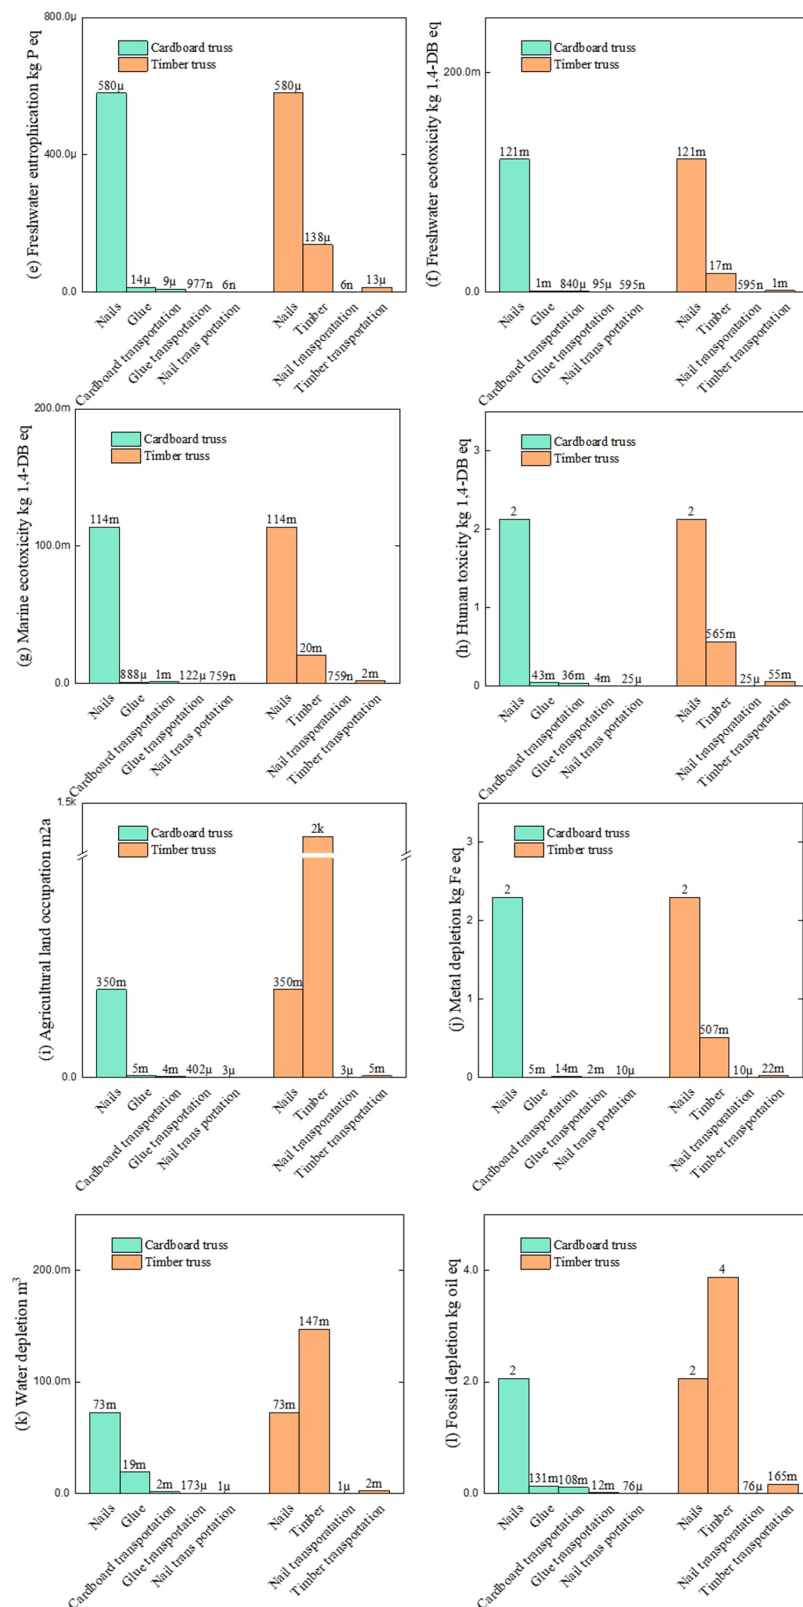 (e) Freshwater eutrophication kg P eq
800.0μ
400.0μ
0.0
Cardboard truss
Timber truss
580μ
14μ
9μ
977n
6n
580μ
138μ
6n
13μ
Nails
Glue
Cardboard transportation
Glue transportation
Nail trans portation
Nails
Timber
Nail transporation
Timber transportation
(f) Freshwater ecotoxicity kg 1,4-DB eq
200.0m
0.0
Cardboard truss
Timber truss
121m
1m
840μ
95μ
595n
121m
17m
595n
1m
Nails
Glue
Cardboard transportation
Glue transportation
Nail trans portation
Nails
Timber
Nail transporation
Timber transportation
(g) Marine ecotoxicity kg 1,4-DB eq
200.0m
100.0m
0.0
Cardboard truss
Timber truss
114m
888μ
1m
122μ
759n
114m
20m
759n
2m
Nails
Glue
Cardboard transportation
Glue transportation
Nail trans portation
Nails
Timber
Nail transporation
Timber transportation
(h) Human toxicity kg 1,4-DB eq
3
2
1
0
Cardboard truss
Timber truss
2
43m
36m
4m
25μ
2
565m
25μ
55m
Nails
Glue
Cardboard transportation
Glue transportation
Nail trans portation
Nails
Timber
Nail transporation
Timber transportation
(i) Agricultural land occupation m2a
1.5k
0.0
Cardboard truss
Timber truss
350m
5m
4m
402μ
3μ
350m
2k
3μ
5m
Nails
Glue
Cardboard transportation
Glue transportation
Nail trans portation
Nails
Timber
Nail transporation
Timber transportation
(j) Metal depletion kg Fe eq
3
2
1
0
Cardboard truss
Timber truss
2
5m
14m
2m
10μ
2
507m
10μ
22m
Nails
Glue
Cardboard transportation
Glue transportation
Nail trans portation
Nails
Timber
Nail transporation
Timber transportation
(k) Water depletion m³
200.0m
100.0m
0.0
Cardboard truss
Timber truss
73m
19m
2m
173μ
1μ
73m
147m
1μ
2m
Nails
Glue
Cardboard transportation
Glue transportation
Nail trans portation
Nails
Timber
Nail transporation
Timber transportation
(l) Fossil depletion kg oil eq
4.0
2.0
0.0
Cardboard truss
Timber truss
2
131m
108m
12m
76μ
2
4
76μ
165m
Nails
Glue
Cardboard transportation
Glue transportation
Nail trans portation
Nails
Timber
Nail transporation
Timber transportation